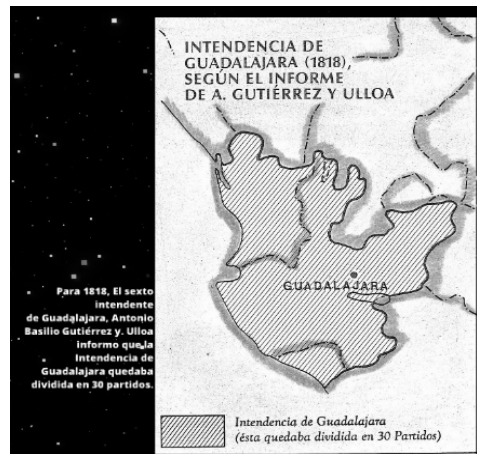 INTENDENCIA DE
GUADALAJARA (1818),
SEGÚN EL INFORME
DE A. GUTIÉRREZ Y ULLOA
GUADALAJARA
Para 1818, El sexto
intendente
de Guadalajara, Antonio
Basilio Gutiérrez y. Ulloa
informo que la
Intendencia de
Guadalajara quedaba
dividida en 30 partidos.
Intendencia de Guadalajara
(ésta quedaba dividida en 30 Partidos)